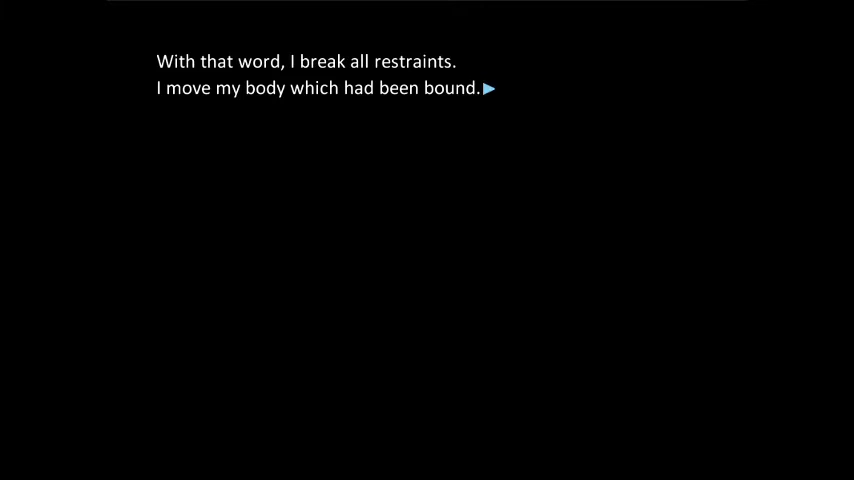 With that word, I break all restraints.
I move my body which had been bound.